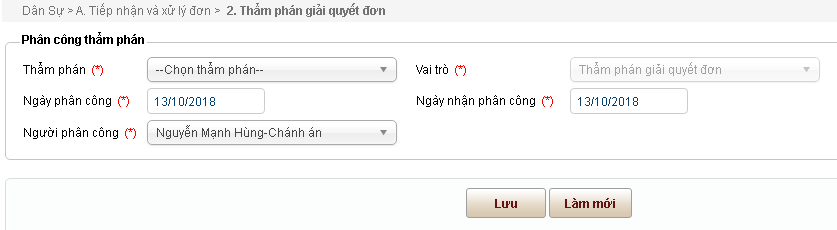 Dân Sự > A. Tiếp nhận và xử lý đơn > 2. Thẩm phán giải quyết đơn
Phân công thẩm phán
Thẩm phán (*) --Chọn thẩm phán-- Vai trò (*) Thẩm phán giải quyết đơn
Ngày phân công (*) 13/10/2018 Ngày nhận phân công (*) 13/10/2018
Người phân công (*) Nguyễn Mạnh Hùng-Chánh án
Lưu Làm mới